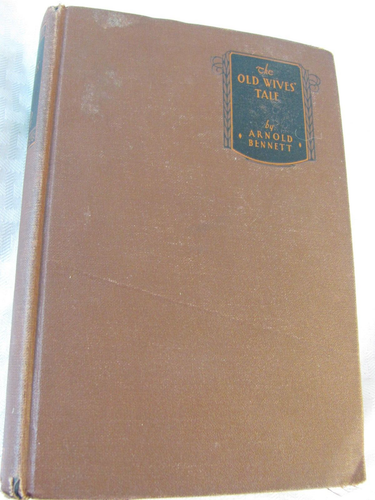 The
OLD WIVES'
TALE
by
ARNOLD
BENNETT